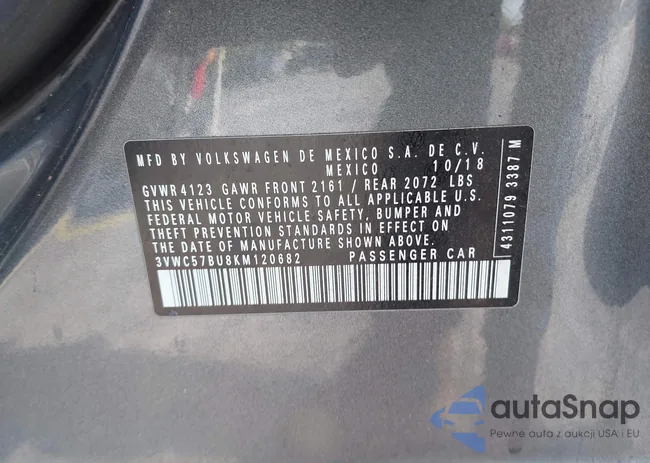 MFD BY VOLKSWAGEN DE MEXICO S.A. DE C.V.
MEXICO 10/18
GVWR 4123 GAWR FRONT 2161 / REAR 2072 LBS
THIS VEHICLE CONFORMS TO ALL APPLICABLE U.S.
FEDERAL MOTOR VEHICLE SAFETY, BUMPER AND
THEFT PREVENTION STANDARDS IN EFFECT ON
THE DATE OF MANUFACTURE SHOWN ABOVE.
3VWC57BU8KM120682 PASSENGER CAR
4311079 3387 M
autaSnap
Pewne auta z aukcji USA i EU